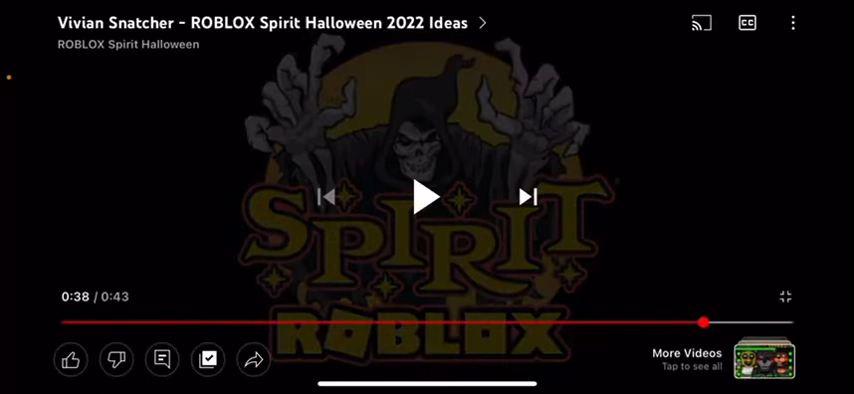 Vivian Snatcher - ROBLOX Spirit Halloween 2022 Ideas
ROBLOX Spirit Halloween
CC
SPIRIT
0:38 / 0:43
ROBLOX
More Videos
Tap to see all